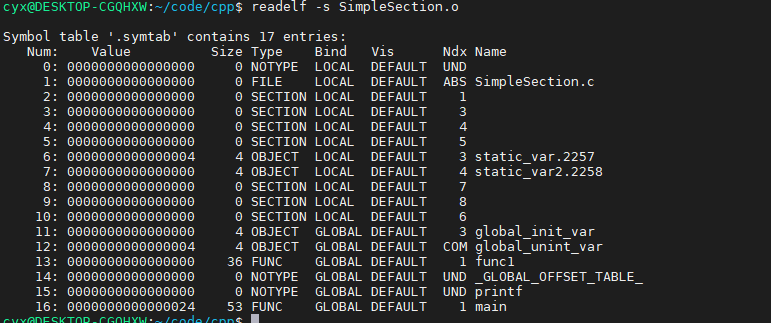 cyx@DESKTOP-CGQHXW:~/code/cpp$ readelf -s SimpleSection.o
Symbol table '.symtab' contains 17 entries:
   Num:    Value          Size Type    Bind   Vis      Ndx Name
     0: 0000000000000000     0 NOTYPE  LOCAL  DEFAULT  UND
     1: 0000000000000000     0 FILE    LOCAL  DEFAULT  ABS SimpleSection.c
     2: 0000000000000000     0 SECTION LOCAL  DEFAULT    1
     3: 0000000000000000     0 SECTION LOCAL  DEFAULT    3
     4: 0000000000000000     0 SECTION LOCAL  DEFAULT    4
     5: 0000000000000000     0 SECTION LOCAL  DEFAULT    5
     6: 0000000000000004     4 OBJECT  LOCAL  DEFAULT    3 static_var.2257
     7: 0000000000000000     4 OBJECT  LOCAL  DEFAULT    4 static_var2.2258
     8: 0000000000000000     0 SECTION LOCAL  DEFAULT    7
     9: 0000000000000000     0 SECTION LOCAL  DEFAULT    8
    10: 0000000000000000     0 SECTION LOCAL  DEFAULT    6
    11: 0000000000000000     4 OBJECT  GLOBAL DEFAULT    3 global_init_var
    12: 0000000000000004     4 OBJECT  GLOBAL DEFAULT  COM global_unint_var
    13: 0000000000000000    36 FUNC    GLOBAL DEFAULT    1 func1
    14: 0000000000000000     0 NOTYPE  GLOBAL DEFAULT  UND _GLOBAL_OFFSET_TABLE_
    15: 0000000000000000     0 NOTYPE  GLOBAL DEFAULT  UND printf
    16: 0000000000000024    53 FUNC    GLOBAL DEFAULT    1 main
cyx@DESKTOP-CGQHXW:~/code/cpp$